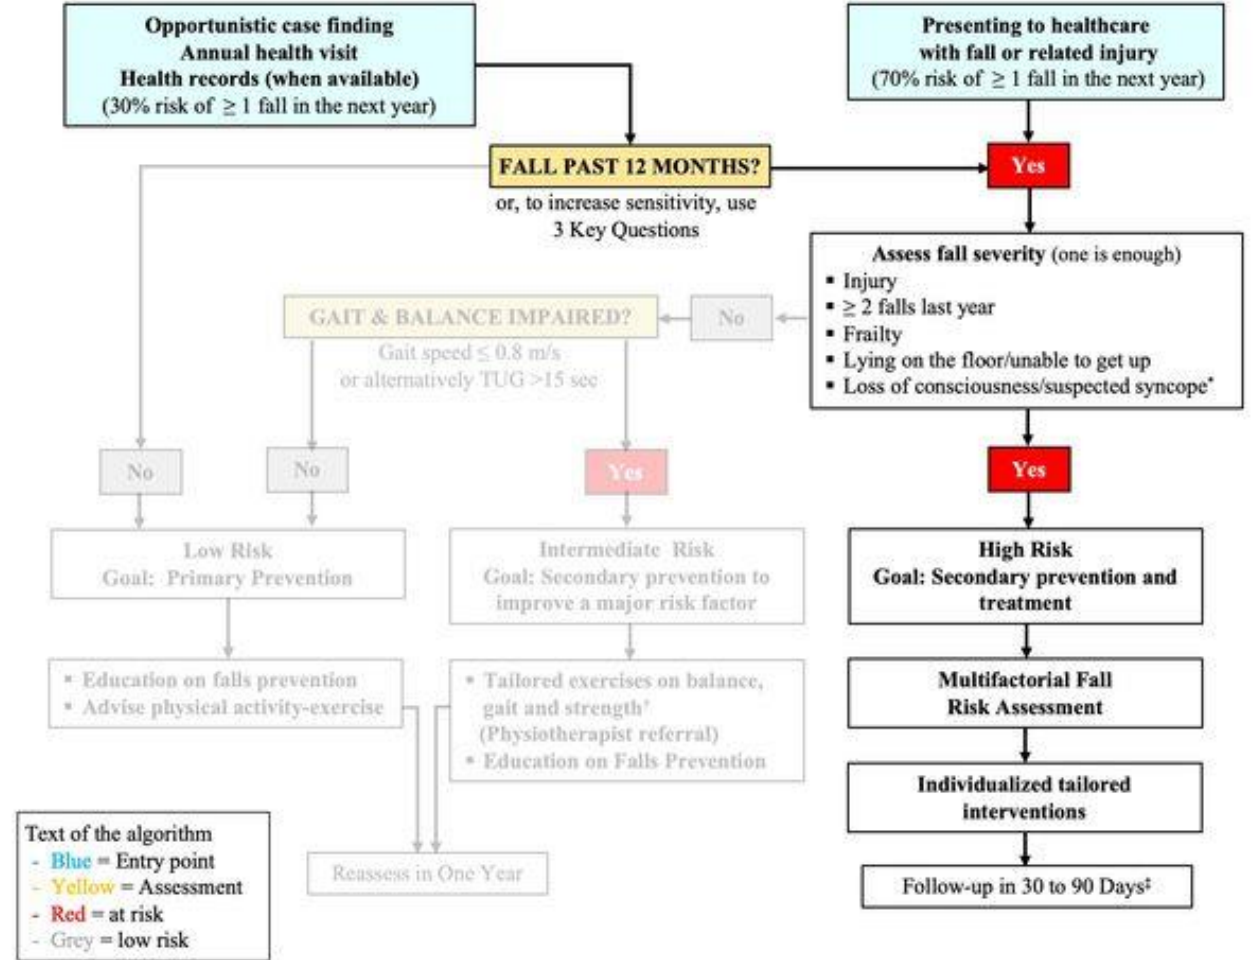 Opportunistic case finding
Annual health visit
Health records (when available)
(30% risk of ≥ 1 fall in the next year)
Presenting to healthcare
with fall or related injury
(70% risk of ≥ 1 fall in the next year)
FALL PAST 12 MONTHS?
Yes
or, to increase sensitivity, use
3 Key Questions
Assess fall severity (one is enough)
▪ Injury
▪ ≥ 2 falls last year
▪ Frailty
▪ Lying on the floor/unable to get up
▪ Loss of consciousness/suspected syncope*
GAIT & BALANCE IMPAIRED?
No
Gait speed ≤ 0.8 m/s
or alternatively TUG >15 sec
No
No
Yes
Yes
Low Risk
Goal: Primary Prevention
Intermediate Risk
Goal: Secondary prevention to
improve a major risk factor
High Risk
Goal: Secondary prevention and
treatment
▪ Education on falls prevention
▪ Advise physical activity-exercise
▪ Tailored exercises on balance,
gait and strength†
(Physiotherapist referral)
▪ Education on Falls Prevention
Multifactorial Fall
Risk Assessment
Individualized tailored
interventions
Reassess in One Year
Follow-up in 30 to 90 Days‡
Text of the algorithm
- Blue = Entry point
- Yellow = Assessment
- Red = at risk
- Grey = low risk